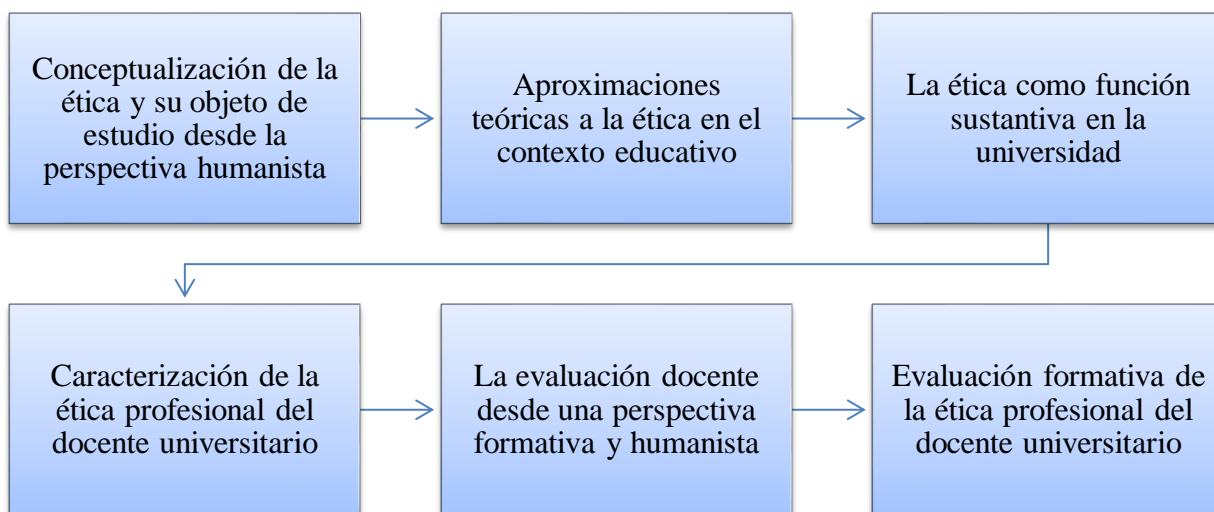 Conceptualización de la
ética y su objeto de
estudio desde la
perspectiva humanista
Aproximaciones
teóricas a la ética en el
contexto educativo
La ética como función
sustantiva en la
universidad
Caracterización de la
ética profesional del
docente universitario
La evaluación docente
desde una perspectiva
formativa y humanista
Evaluación formativa de
la ética profesional del
docente universitario